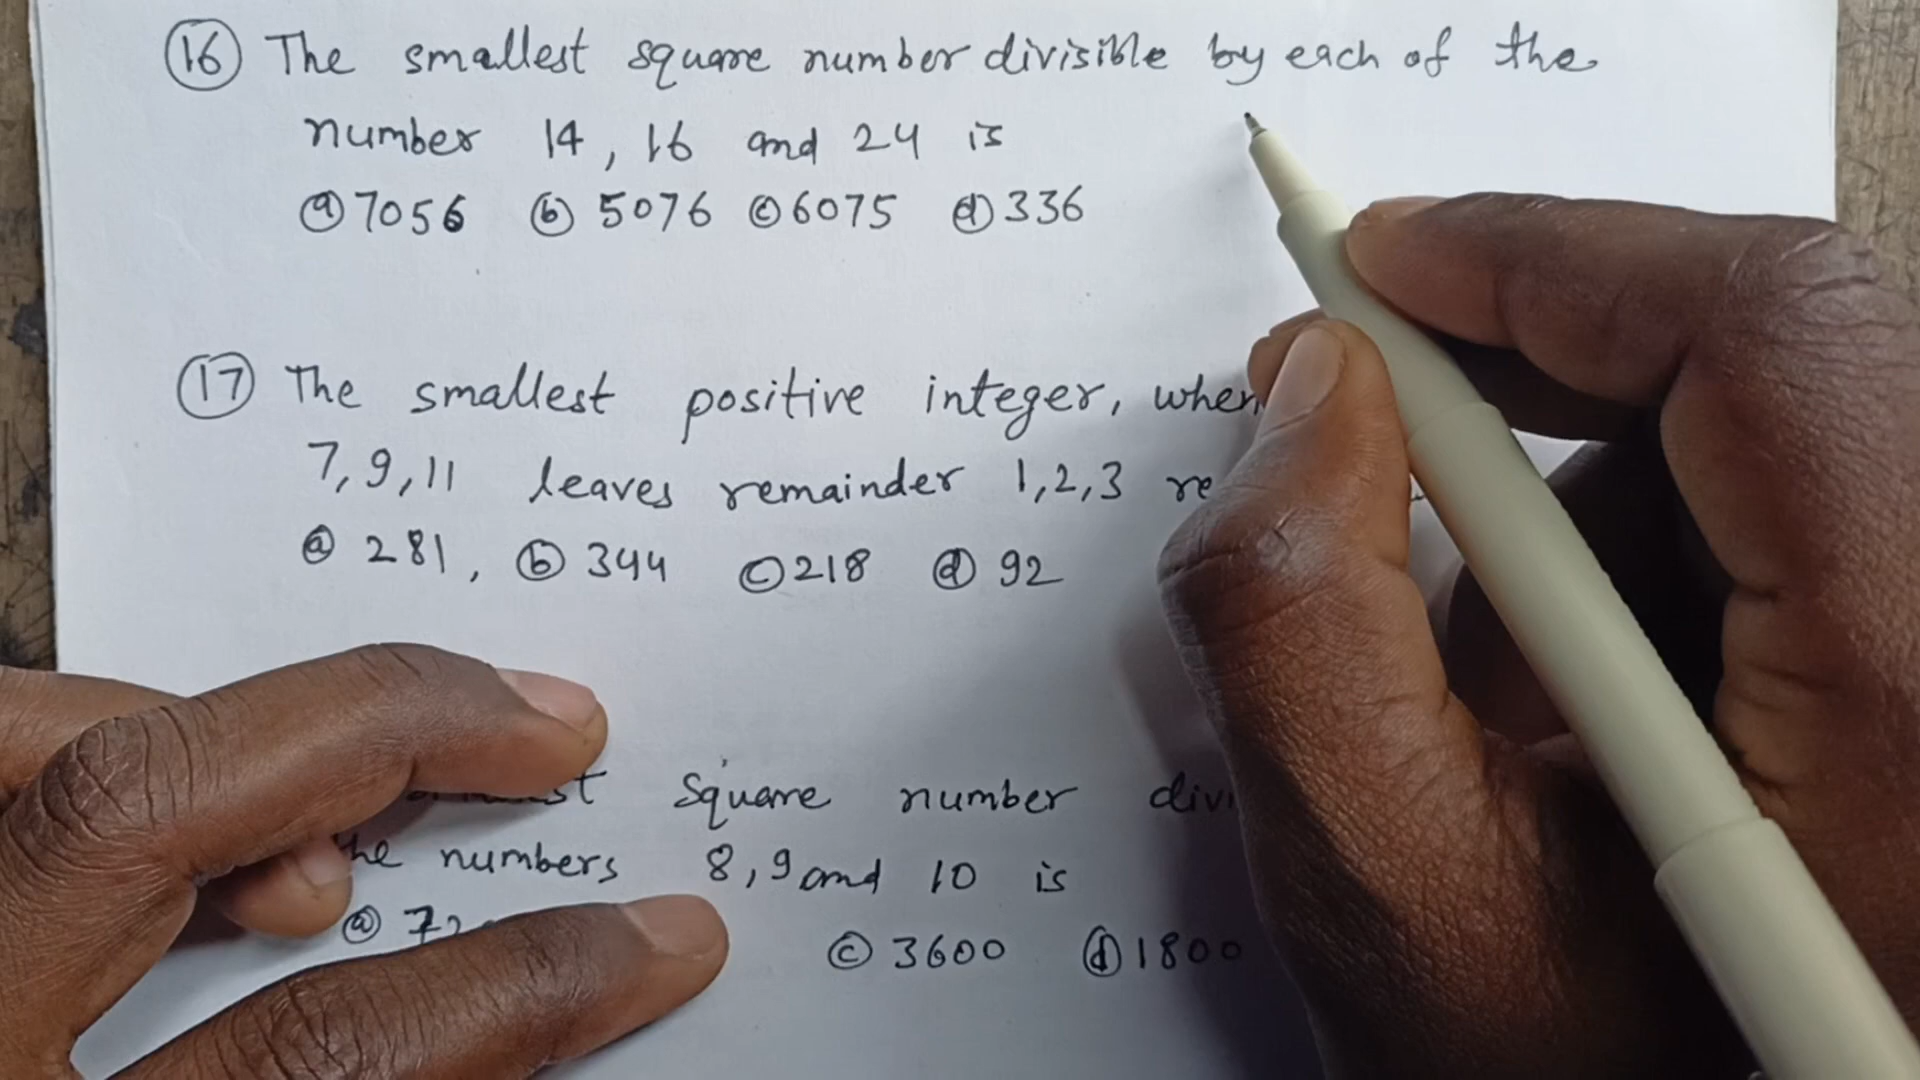 16 The smallest square number divisible by each of the
number 14, 16 and 24 is
a 7056 b 5076 c 6075 d 336
17 The smallest positive integer, when
7, 9, 11 leaves remainder 1, 2, 3
a 281, b 344 c 218 d 92
square number
the numbers 8, 9 and 10 is
a c 3600 d 1800